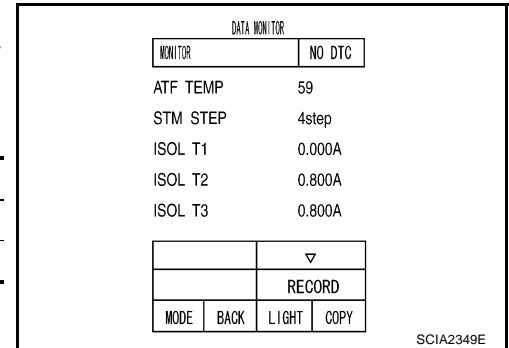 DATA MONITOR
MONITOR NO DTC
ATF TEMP 59
STM STEP 4step
ISOL T1 0.000A
ISOL T2 0.800A
ISOL T3 0.800A
▽
RECORD
MODE BACK LIGHT COPY
SCIA2349E